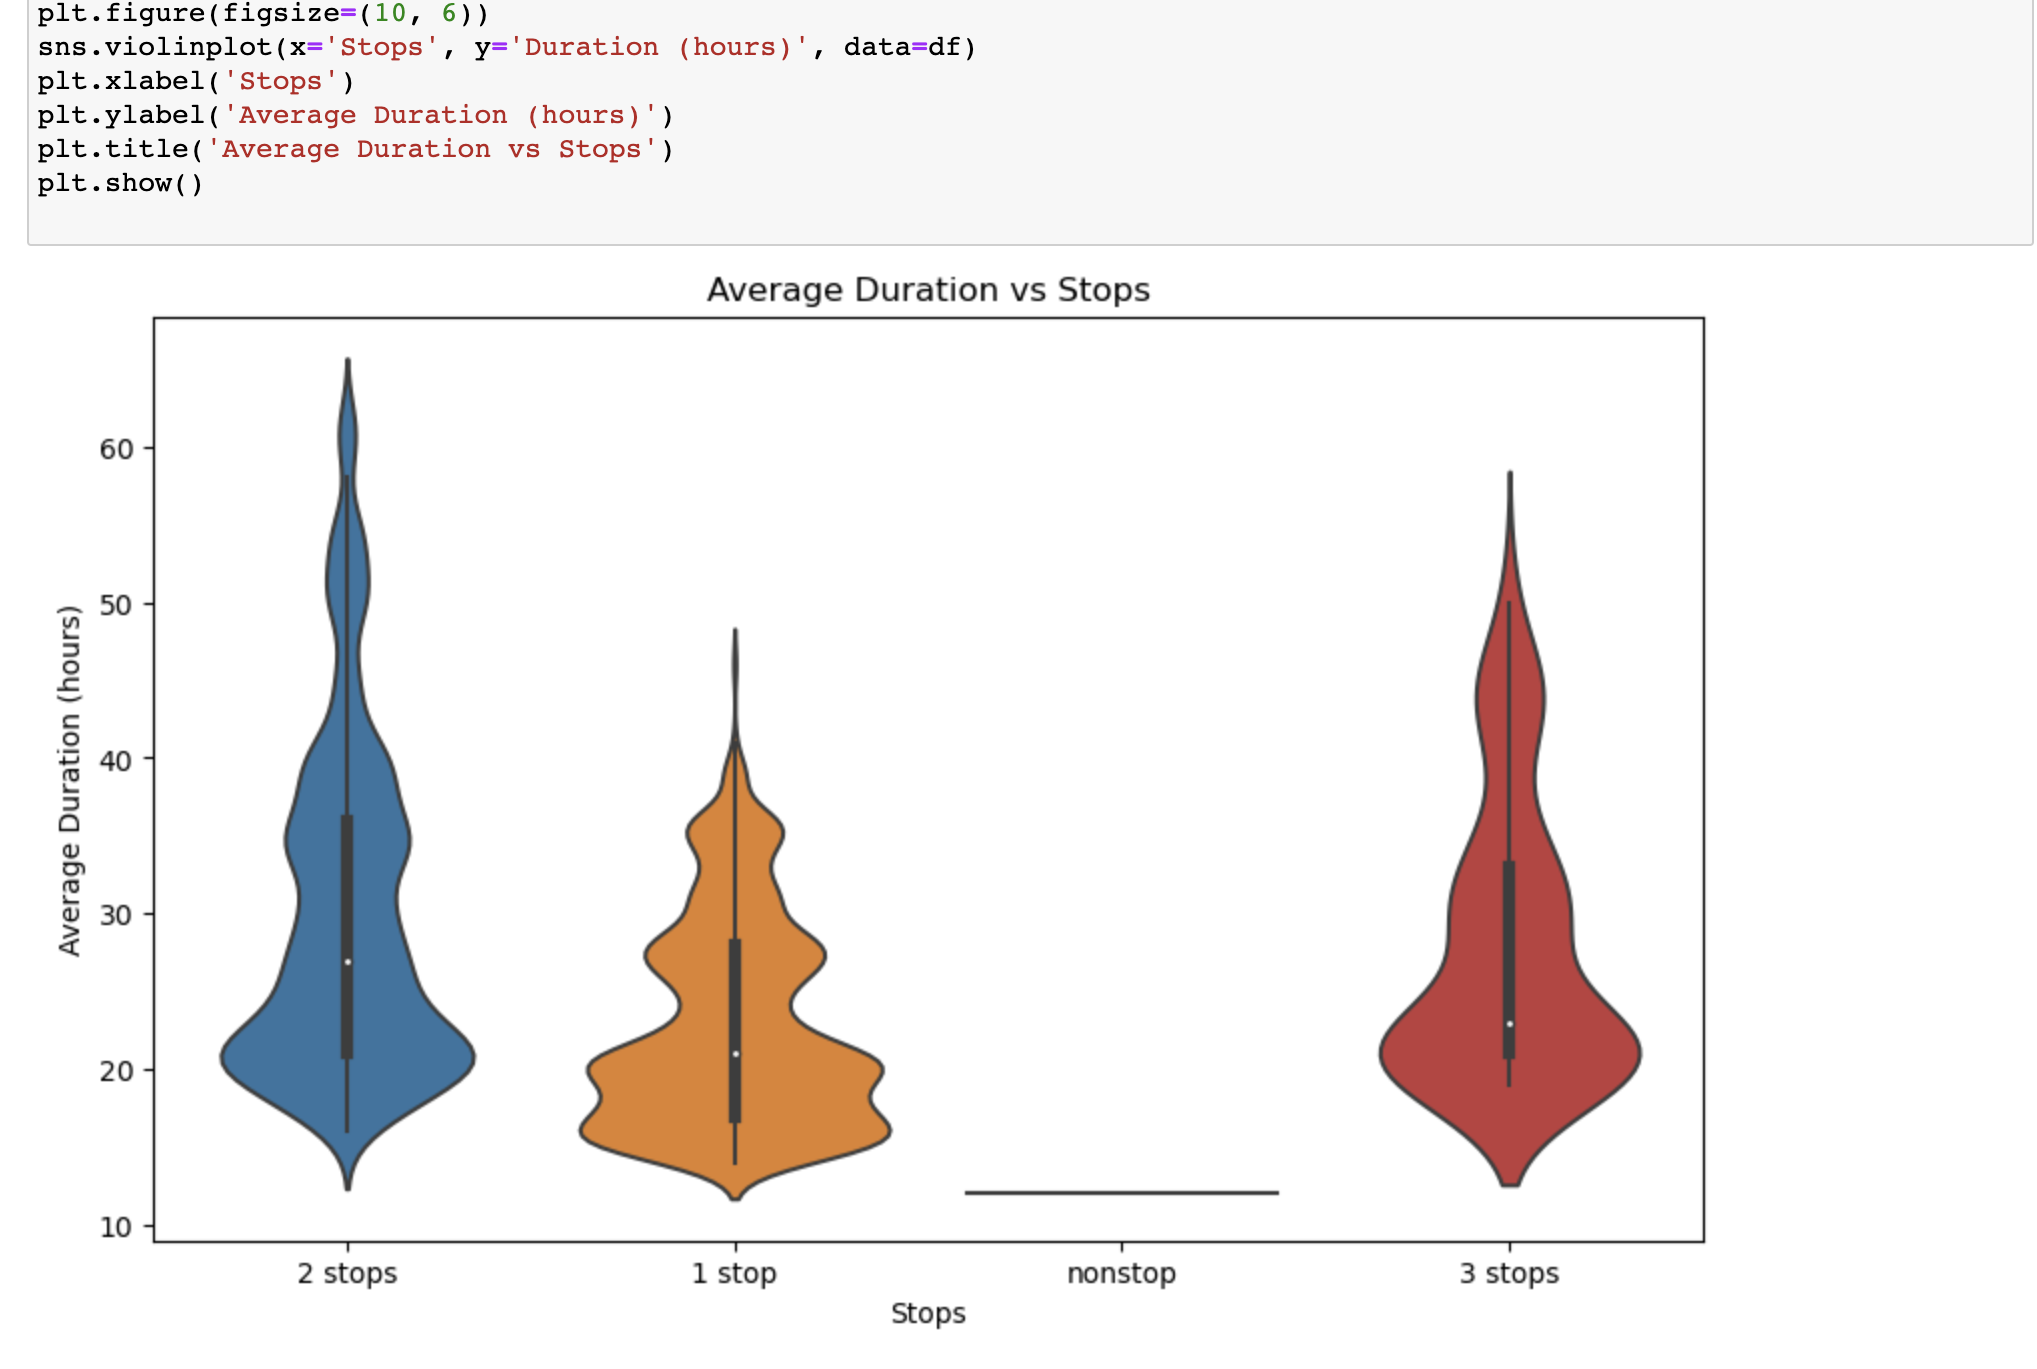 plt.figure(figsize=(10, 6))
sns.violinplot(x='Stops', y='Duration (hours)', data=df)
plt.xlabel('Stops')
plt.ylabel('Average Duration (hours)')
plt.title('Average Duration vs Stops')
plt.show()
Average Duration vs Stops
Average Duration (hours)
60
50
40
30
20
10
2 stops
1 stop
nonstop
3 stops
Stops